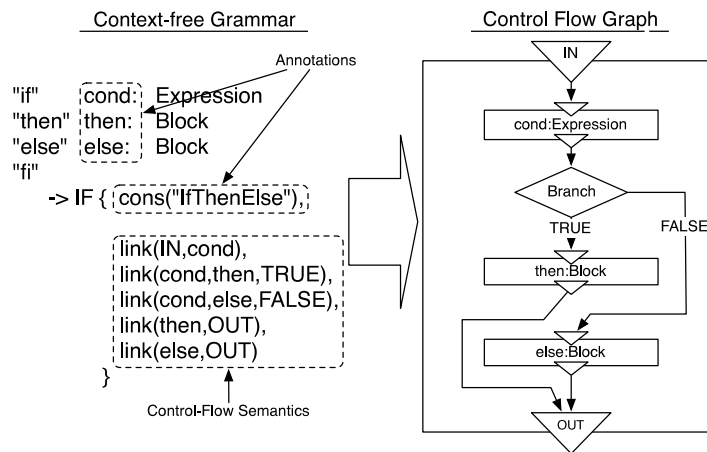 Context-free Grammar
Annotations
"if" cond: Expression
"then" then: Block
"else" else: Block
"fi"
-> IF { cons("IfThenElse"),
link(IN,cond),
link(cond,then,TRUE),
link(cond,else,FALSE),
link(then,OUT),
link(else,OUT)
}
Control-Flow Semantics
Control Flow Graph
IN
cond:Expression
Branch
TRUE
FALSE
then:Block
else:Block
OUT